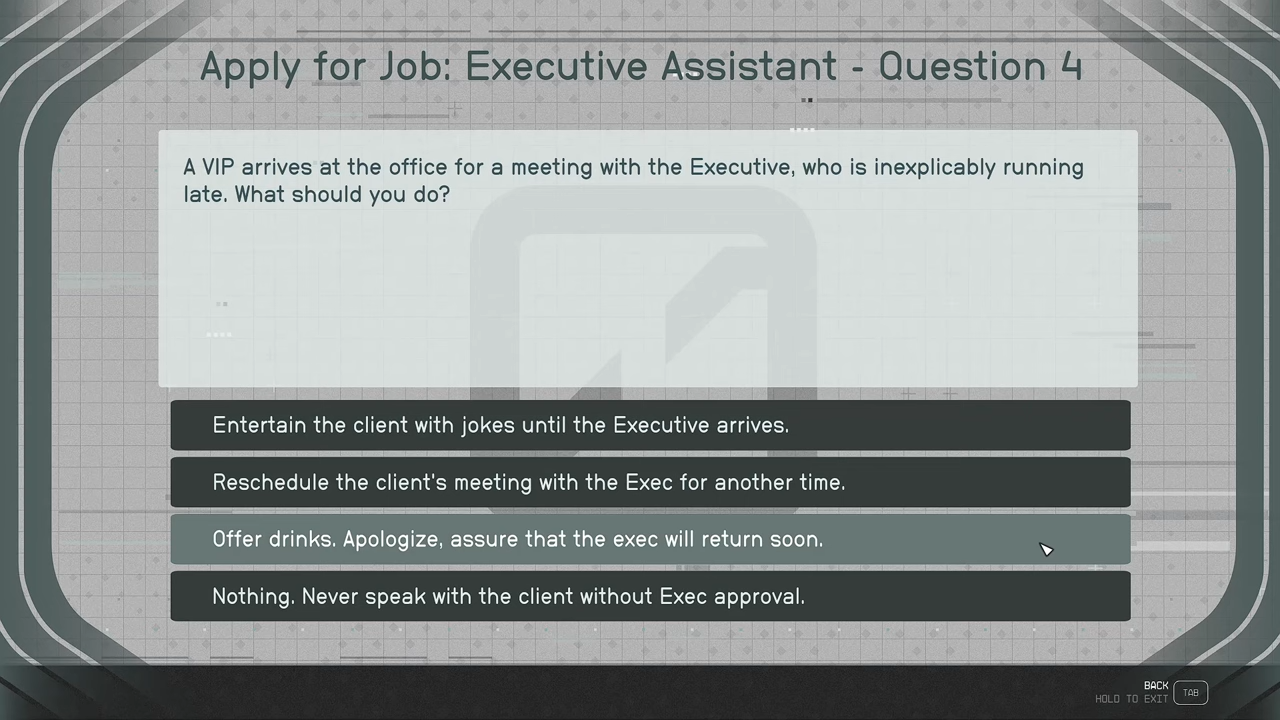 Apply for Job: Executive Assistant - Question 4
A VIP arrives at the office for a meeting with the Executive, who is inexplicably running
late. What should you do?
Entertain the client with jokes until the Executive arrives.
Reschedule the client's meeting with the Exec for another time.
Offer drinks. Apologize, assure that the exec will return soon.
Nothing. Never speak with the client without Exec approval.
BACK
HOLD TO EXIT
TAB